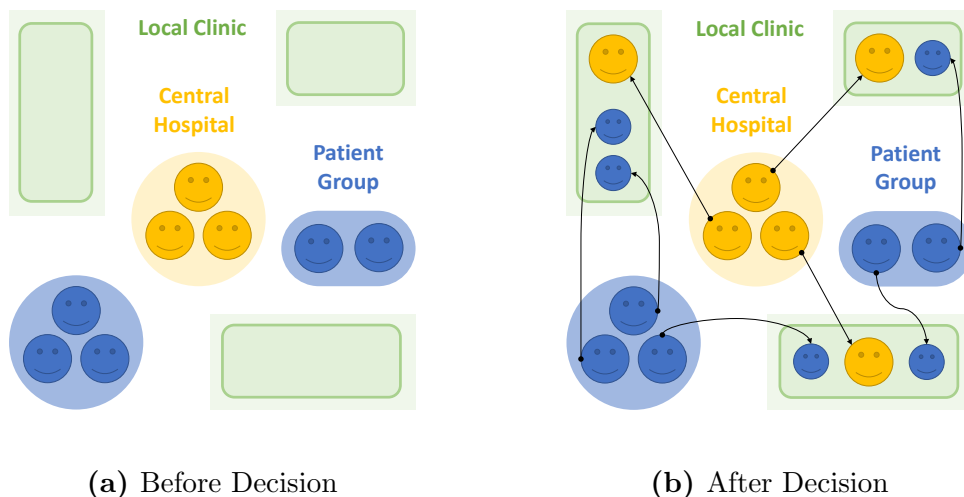 Local Clinic
Central
Hospital
Patient
Group
(a) Before Decision
Local Clinic
Central
Hospital
Patient
Group
(b) After Decision